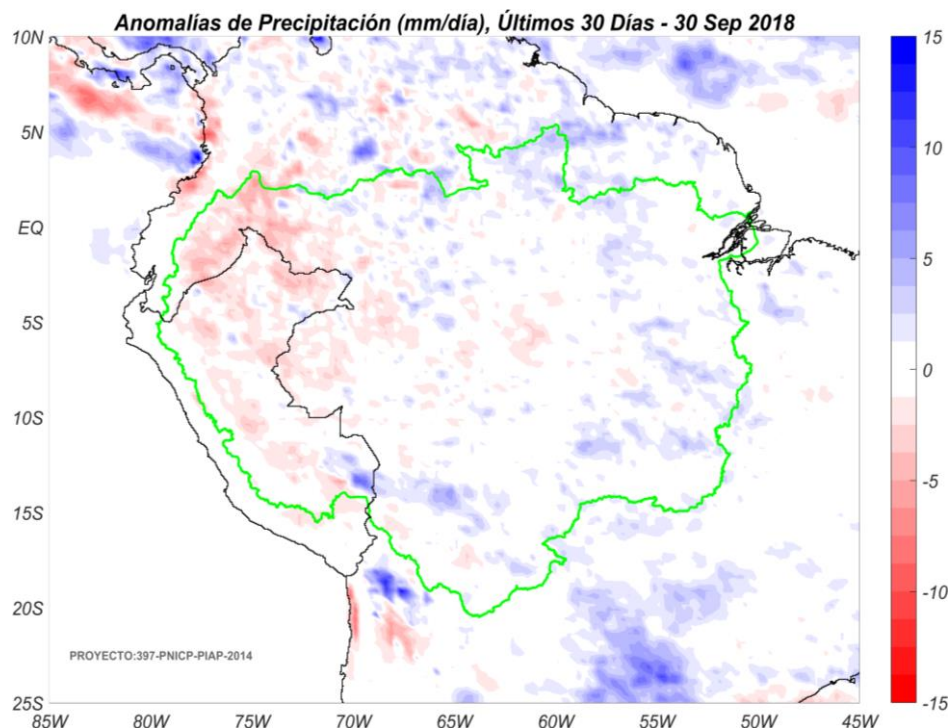 Anomalías de Precipitación (mm/día), Últimos 30 Días - 30 Sep 2018
10N
5N
EQ
5S
10S
15S
20S
25S
85W 80W 75W 70W 65W 60W 55W 50W 45W
15
10
5
0
-5
-10
-15
PROYECTO:397-PNICP-PIAP-2014